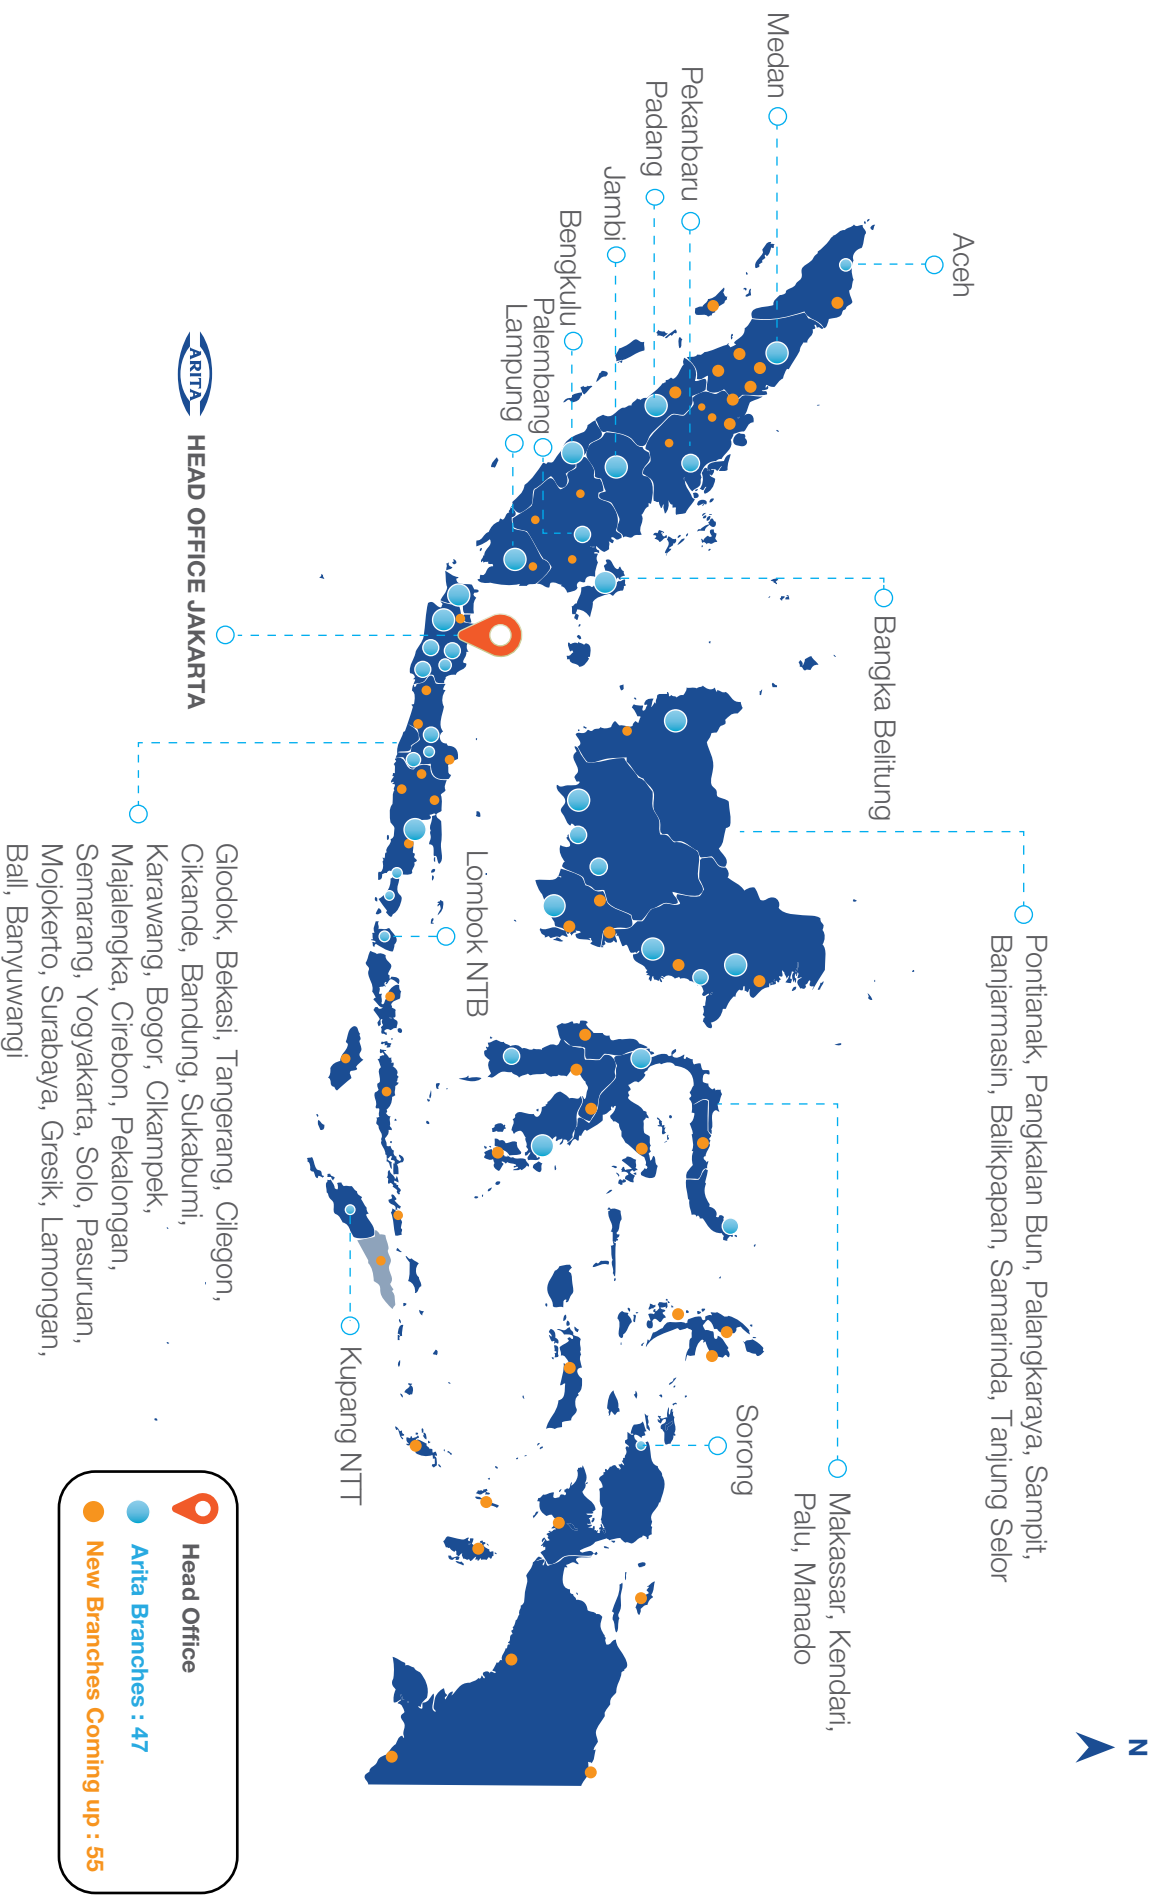 N
Aceh
Medan
Pekanbaru
Padang
Jambi
Bengkulu
Palembang
Lampung
Bangka Belitung
Pontianak, Pangkalan Bun, Palangkaraya, Sampit,
Banjarmasin, Balikpapan, Samarinda, Tanjung Selor
Makassar, Kendari,
Palu, Manado
Sorong
Lombok NTB
Kupang NTT
ARITA
HEAD OFFICE JAKARTA
Glodok, Bekasi, Tangerang, Cilegon,
Cikande, Bandung, Sukabumi,
Karawang, Bogor, CIkampek,
Majalengka, Cirebon, Pekalongan,
Semarang, Yogyakarta, Solo, Pasuruan,
Mojokerto, Surabaya, Gresik, Lamongan,
Bali, Banyuwangi
Head Office
Arita Branches : 47
New Branches Coming up : 55